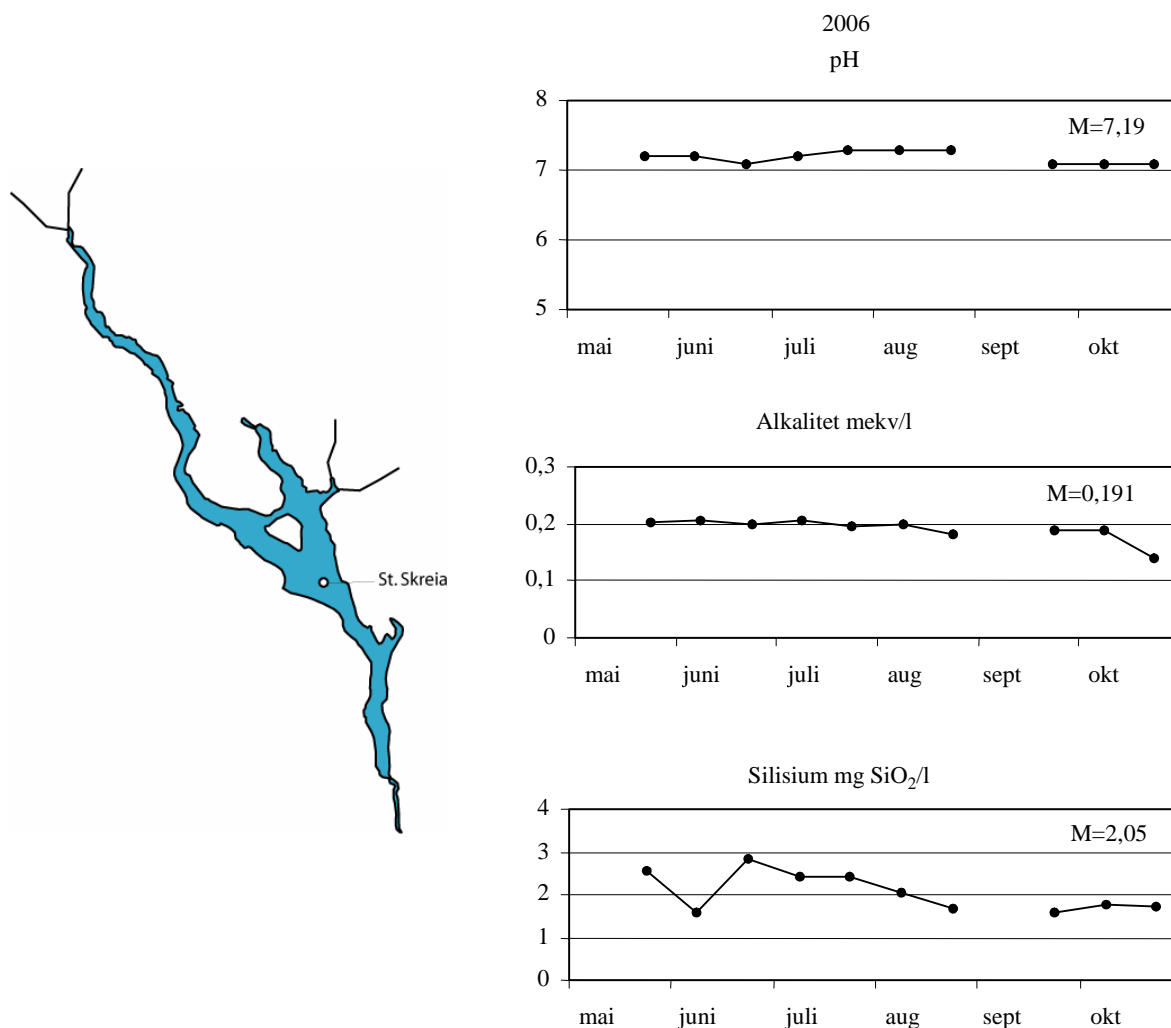 2006
pH
8
M=7,19
7
6
5
mai juni juli aug sept okt
St. Skreia
Alkalitet mekv/l
0,3
M=0,191
0,2
0,1
0
mai juni juli aug sept okt
Silisium mg SiO₂/l
4
M=2,05
3
2
1
0
mai juni juli aug sept okt